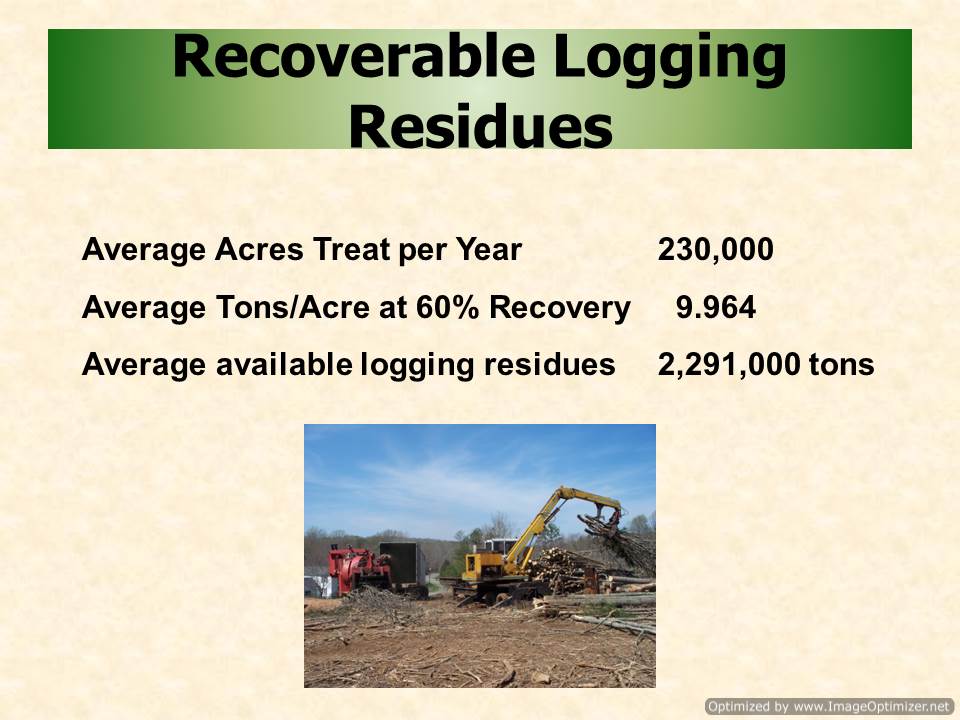 Recoverable Logging
Residues
Average Acres Treat per Year 230,000
Average Tons/Acre at 60% Recovery 9.964
Average available logging residues 2,291,000 tons
Optimized by www.ImageOptimizer.net